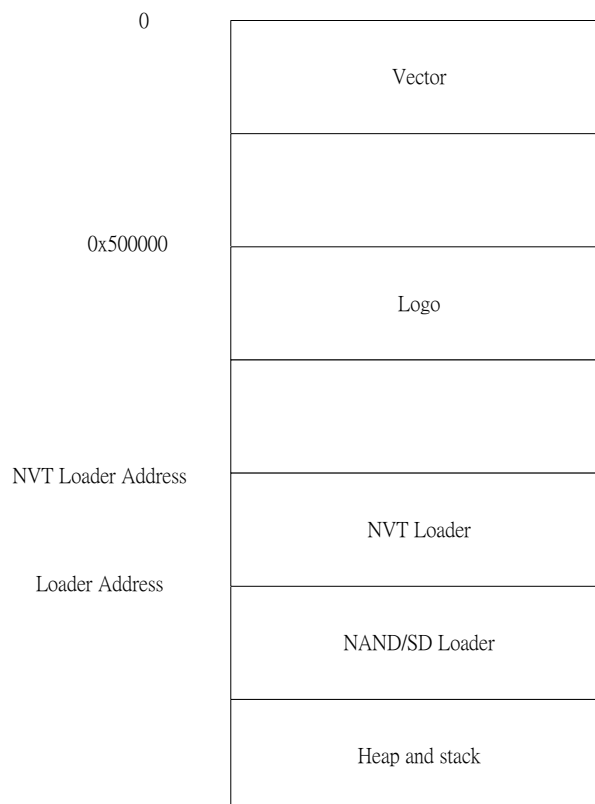 0
Vector
0x500000
Logo
NVT Loader Address
NVT Loader
Loader Address
NAND/SD Loader
Heap and stack